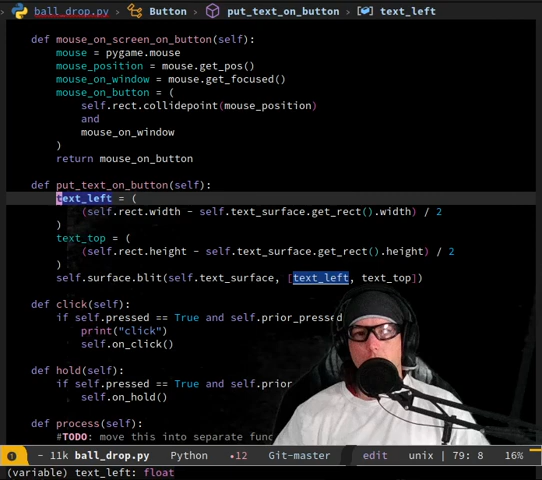 ball_drop.py > Button > put_text_on_button > text_left
def mouse_on_screen_on_button(self):
mouse = pygame.mouse
mouse_position = mouse.get_pos()
mouse_on_window = mouse.get_focused()
mouse_on_button = (
self.rect.collidepoint(mouse_position)
and
mouse_on_window
)
return mouse_on_button
def put_text_on_button(self):
text_left = (
(self.rect.width - self.text_surface.get_rect().width) / 2
)
text_top = (
(self.rect.height - self.text_surface.get_rect().height) / 2
)
self.surface.blit(self.text_surface, [text_left, text_top])
def click(self):
if self.pressed == True and self.prior_pressed
print("click")
self.on_click()
def hold(self):
if self.pressed == True and self.prior
self.on_hold()
def process(self):
#TODO: move this into separate func
- 11k ball_drop.py Python •12 Git-master edit unix | 79: 8 16%
(variable) text_left: float